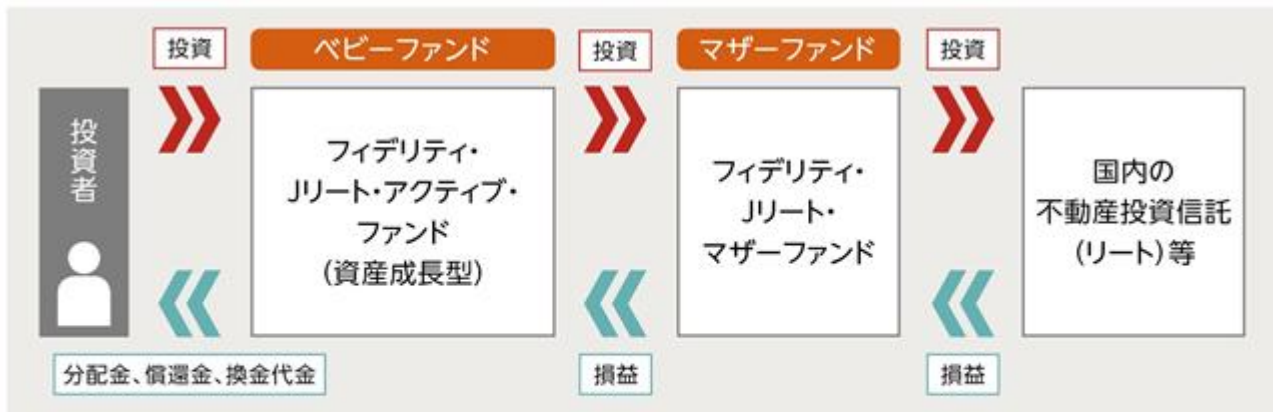 投資
ベビーファンド
投資
マザーファンド
投資
投資者
フィデリティ・
Jリート・アクティブ・
ファンド
(資産成長型)
フィデリティ・
Jリート・
マザーファンド
国内の
不動産投資信託
(リート)等
分配金、償還金、換金代金
損益
損益